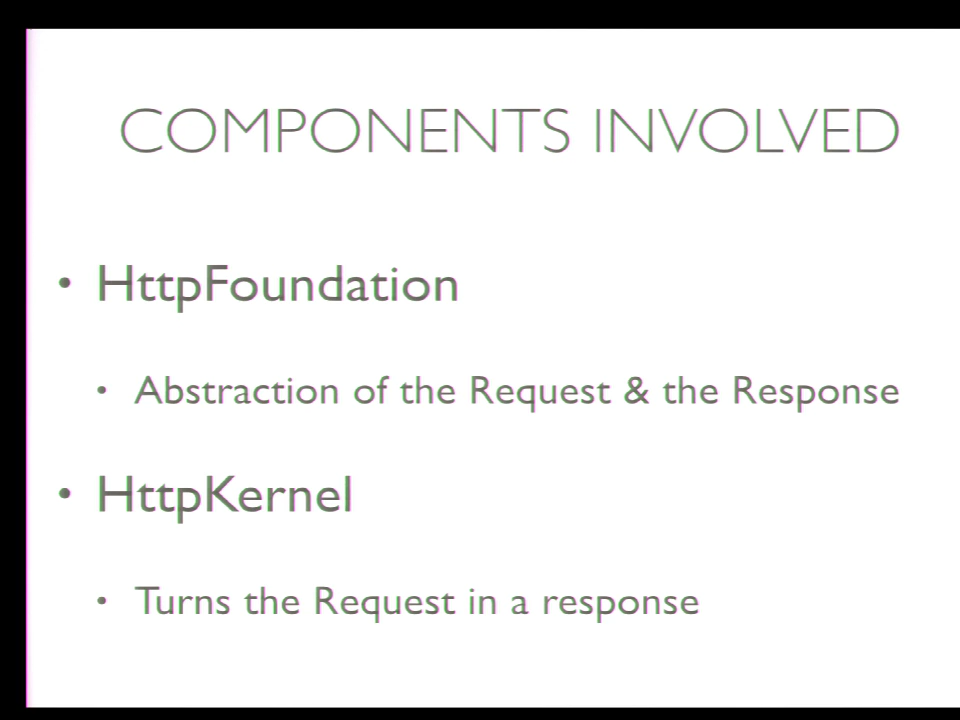 COMPONENTS INVOLVED
• HttpFoundation
• Abstraction of the Request & the Response
• HttpKernel
• Turns the Request in a response